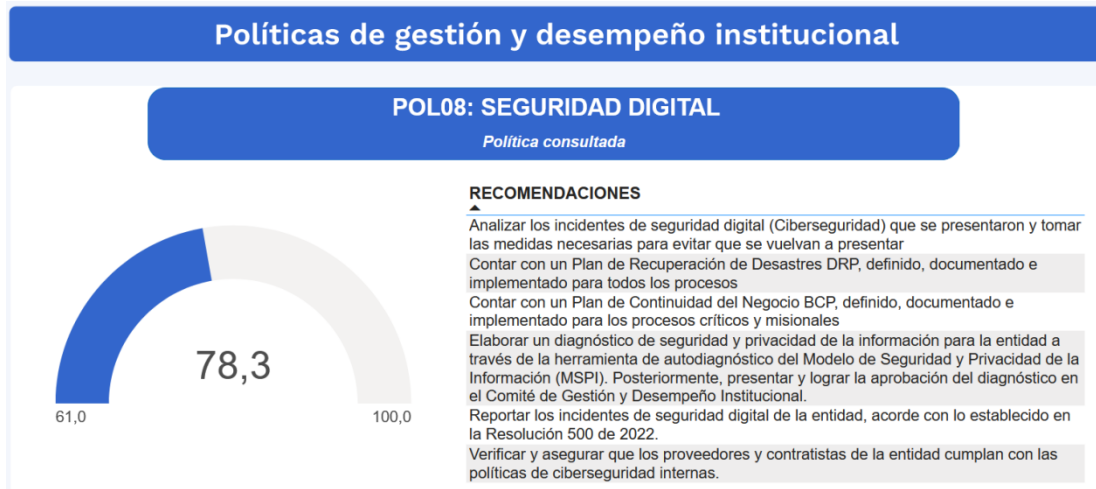 Políticas de gestión y desempeño institucional
POL08: SEGURIDAD DIGITAL
Política consultada
78,3
61,0
100,0
RECOMENDACIONES
Analizar los incidentes de seguridad digital (Ciberseguridad) que se presentaron y tomar
las medidas necesarias para evitar que se vuelvan a presentar
Contar con un Plan de Recuperación de Desastres DRP, definido, documentado e
implementado para todos los procesos
Contar con un Plan de Continuidad del Negocio BCP, definido, documentado e
implementado para los procesos críticos y misionales
Elaborar un diagnóstico de seguridad y privacidad de la información para la entidad a
través de la herramienta de autodiagnóstico del Modelo de Seguridad y Privacidad de la
Información (MSPI). Posteriormente, presentar y lograr la aprobación del diagnóstico en
el Comité de Gestión y Desempeño Institucional.
Reportar los incidentes de seguridad digital de la entidad, acorde con lo establecido en
la Resolución 500 de 2022.
Verificar y asegurar que los proveedores y contratistas de la entidad cumplan con las
políticas de ciberseguridad internas.